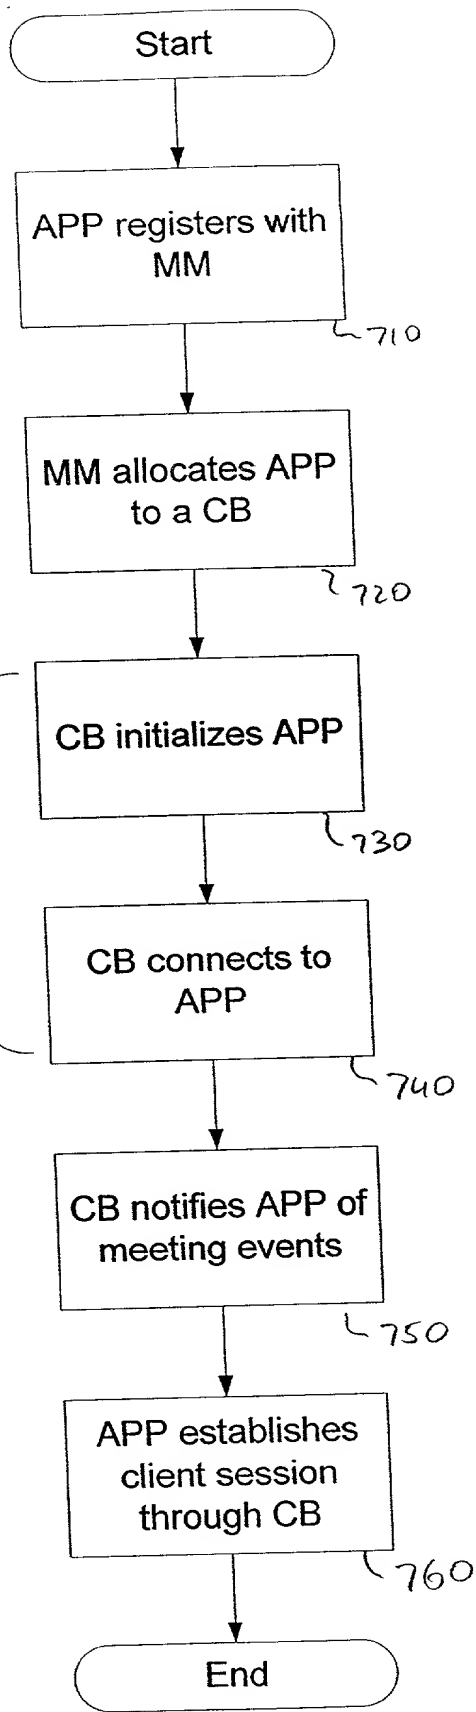 Start
APP registers with
MM
710
MM allocates APP
to a CB
720
CB initializes APP
730
CB connects to
APP
740
CB notifies APP of
meeting events
750
APP establishes
client session
through CB
760
End